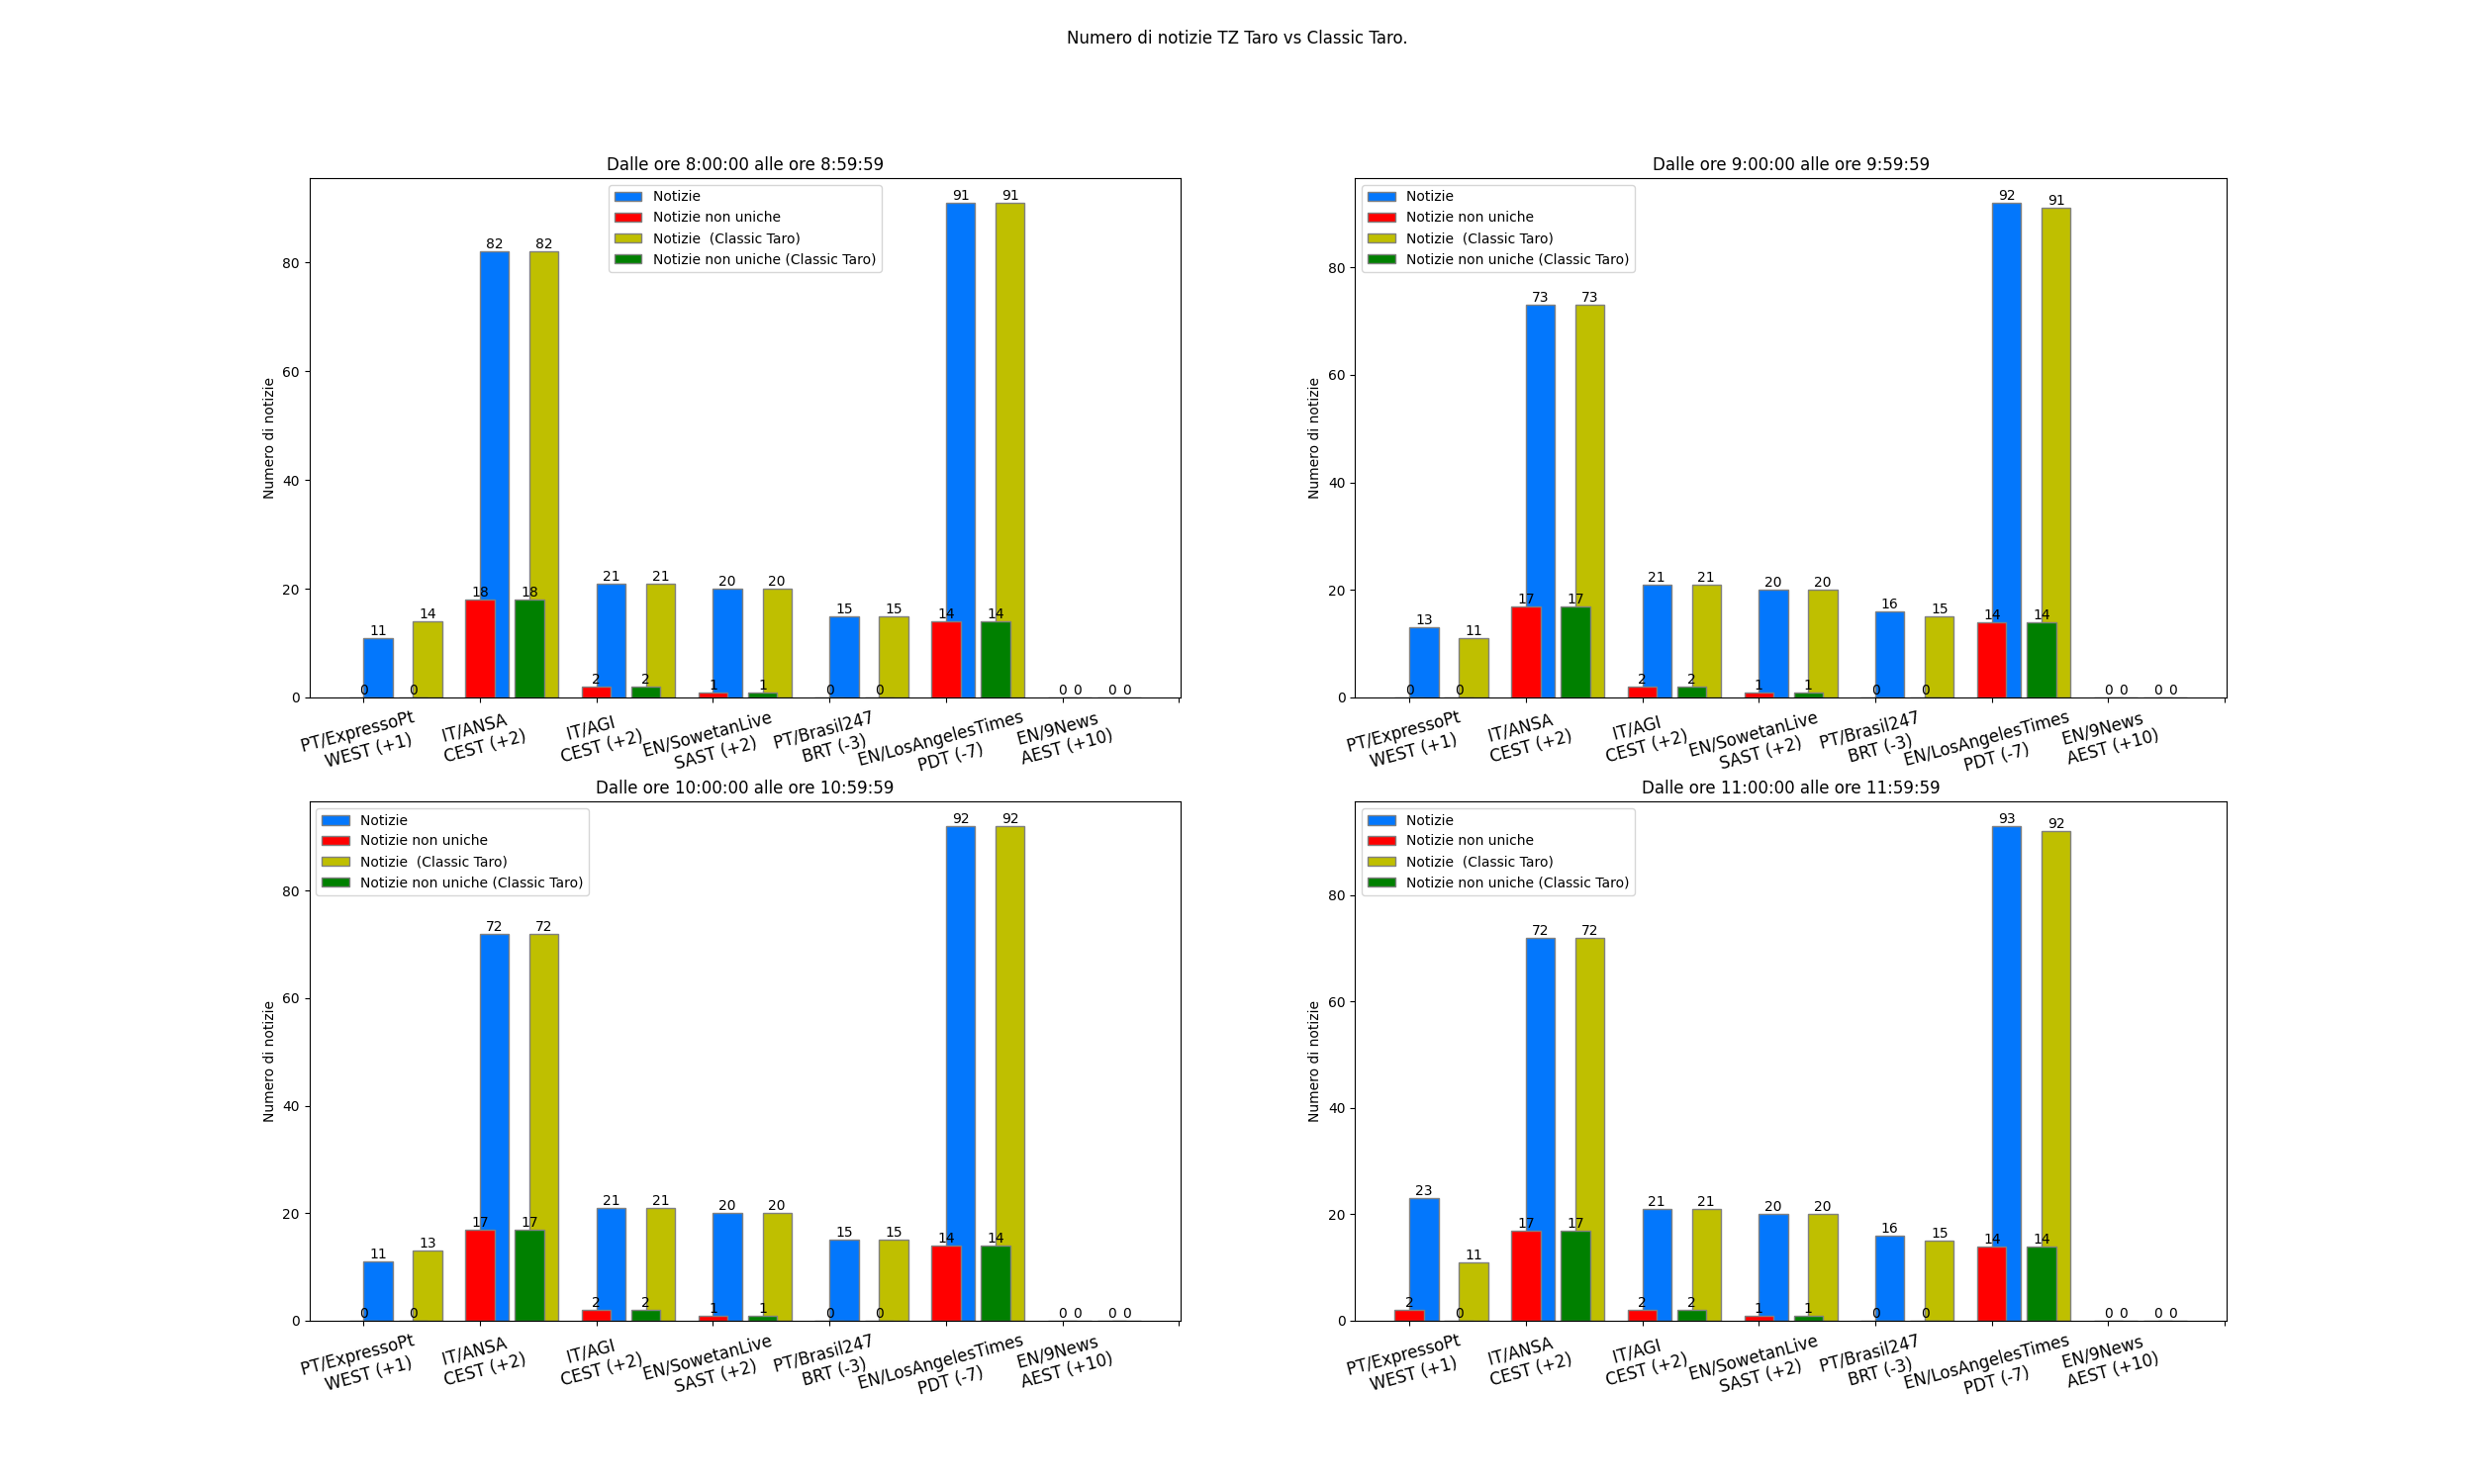 Numero di notizie TZ Taro vs Classic Taro.
Dalle ore 8:00:00 alle ore 8:59:59
Notizie
Notizie non uniche
Notizie  (Classic Taro)
Notizie non uniche (Classic Taro)
Numero di notizie
80
60
40
20
0
11
0
14
0
82
18
82
18
21
2
21
2
20
1
20
1
15
0
15
0
91
14
91
14
0
0
0
0
PT/ExpressoPt
WEST (+1)
IT/ANSA
CEST (+2)
IT/AGI
CEST (+2)
EN/SowetanLive
SAST (+2)
PT/Brasil247
BRT (-3)
EN/LosAngelesTimes
PDT (-7)
EN/9News
AEST (+10)
Dalle ore 9:00:00 alle ore 9:59:59
Notizie
Notizie non uniche
Notizie  (Classic Taro)
Notizie non uniche (Classic Taro)
Numero di notizie
80
60
40
20
0
13
0
11
0
73
17
73
17
21
2
21
2
20
1
20
1
16
0
15
0
92
14
91
14
0
0
0
0
PT/ExpressoPt
WEST (+1)
IT/ANSA
CEST (+2)
IT/AGI
CEST (+2)
EN/SowetanLive
SAST (+2)
PT/Brasil247
BRT (-3)
EN/LosAngelesTimes
PDT (-7)
EN/9News
AEST (+10)
Dalle ore 10:00:00 alle ore 10:59:59
Notizie
Notizie non uniche
Notizie  (Classic Taro)
Notizie non uniche (Classic Taro)
Numero di notizie
80
60
40
20
0
11
0
13
0
72
17
72
17
21
2
21
2
20
1
20
1
15
0
15
0
92
14
92
14
0
0
0
0
PT/ExpressoPt
WEST (+1)
IT/ANSA
CEST (+2)
IT/AGI
CEST (+2)
EN/SowetanLive
SAST (+2)
PT/Brasil247
BRT (-3)
EN/LosAngelesTimes
PDT (-7)
EN/9News
AEST (+10)
Dalle ore 11:00:00 alle ore 11:59:59
Notizie
Notizie non uniche
Notizie  (Classic Taro)
Notizie non uniche (Classic Taro)
Numero di notizie
80
60
40
20
0
23
2
11
0
72
17
72
17
21
2
21
2
20
1
20
1
16
0
15
0
93
14
92
14
0
0
0
0
PT/ExpressoPt
WEST (+1)
IT/ANSA
CEST (+2)
IT/AGI
CEST (+2)
EN/SowetanLive
SAST (+2)
PT/Brasil247
BRT (-3)
EN/LosAngelesTimes
PDT (-7)
EN/9News
AEST (+10)